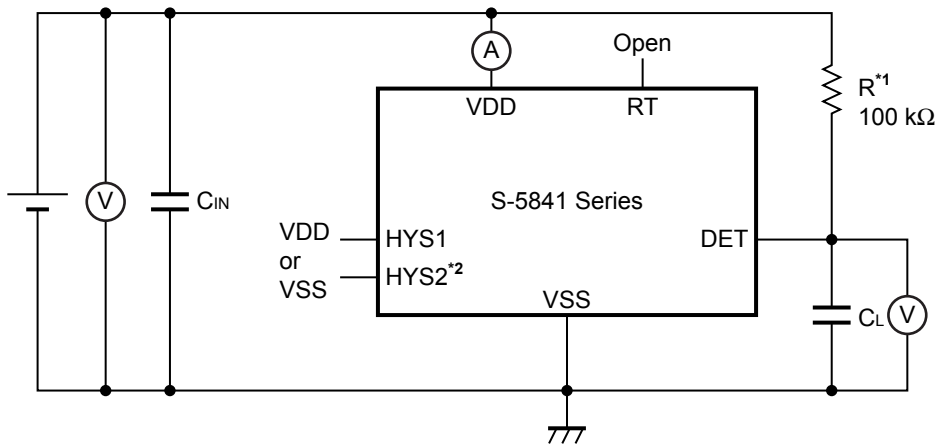 A
Open
VDD
RT
R*1
100 kΩ
V
CIN
S-5841 Series
VDD
or
VSS
HYS1
HYS2*2
DET
VSS
CL
V